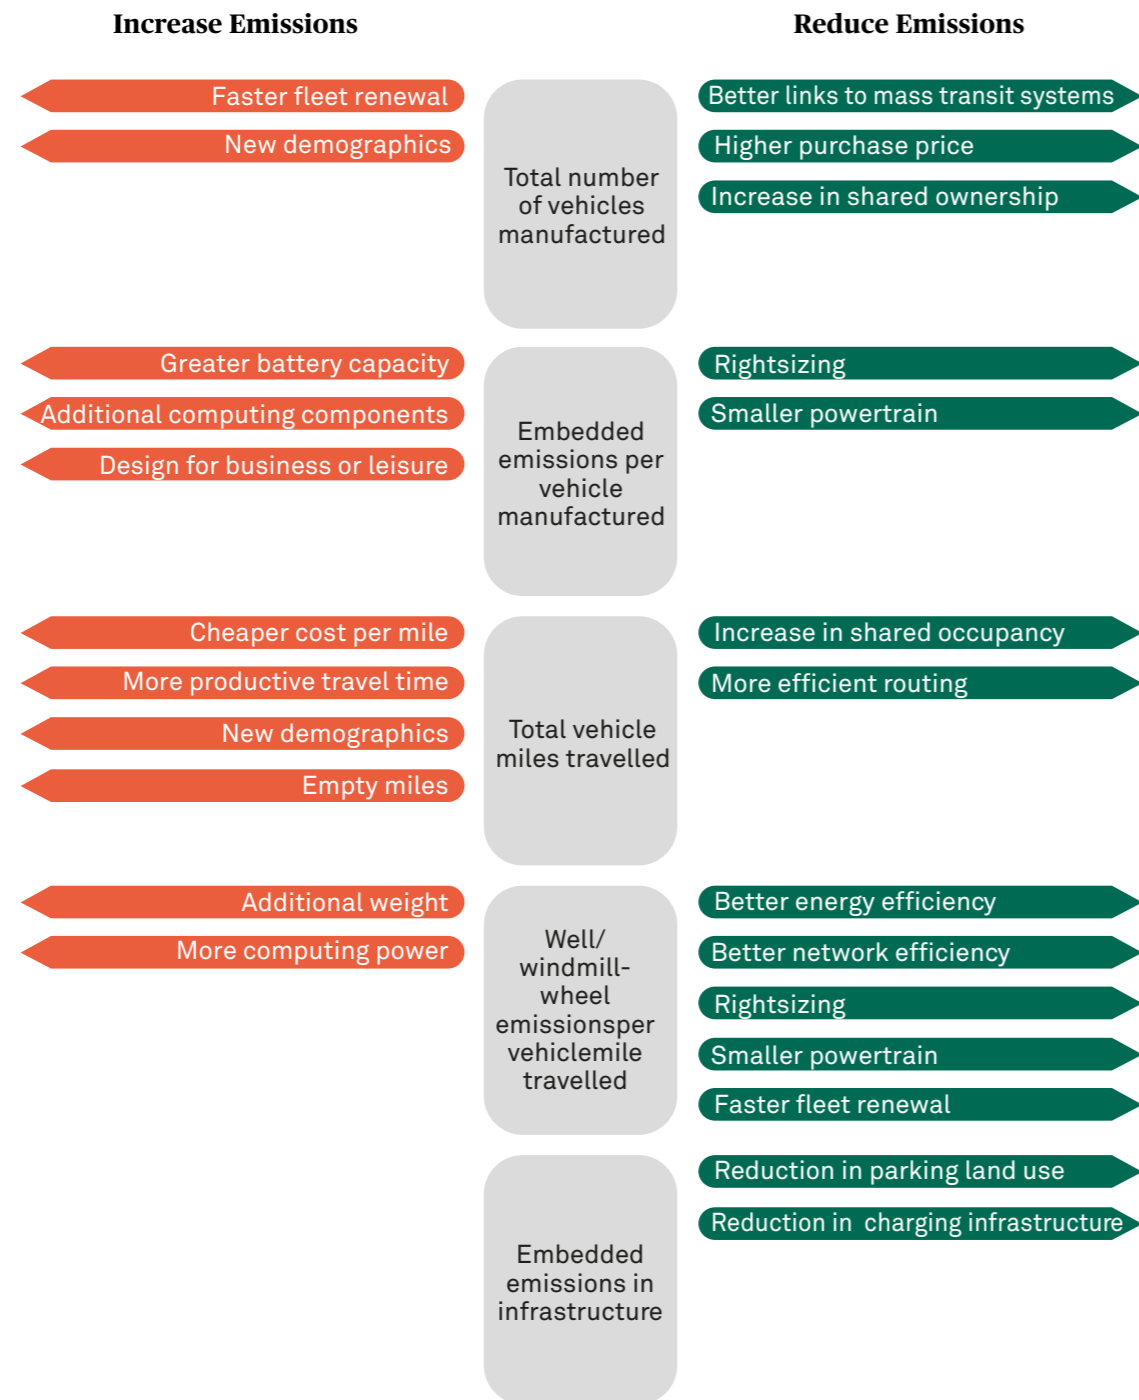 Increase Emissions
Reduce Emissions
Faster fleet renewal
New demographics
Total number
of vehicles
manufactured
Better links to mass transit systems
Higher purchase price
Increase in shared ownership
Greater battery capacity
Additional computing components
Design for business or leisure
Embedded
emissions per
vehicle
manufactured
Rightsizing
Smaller powertrain
Cheaper cost per mile
More productive travel time
New demographics
Empty miles
Total vehicle
miles travelled
Increase in shared occupancy
More efficient routing
Additional weight
More computing power
Well/
windmill-
wheel
emissionsper
vehiclemile
travelled
Better energy efficiency
Better network efficiency
Rightsizing
Smaller powertrain
Faster fleet renewal
Embedded
emissions in
infrastructure
Reduction in parking land use
Reduction in charging infrastructure